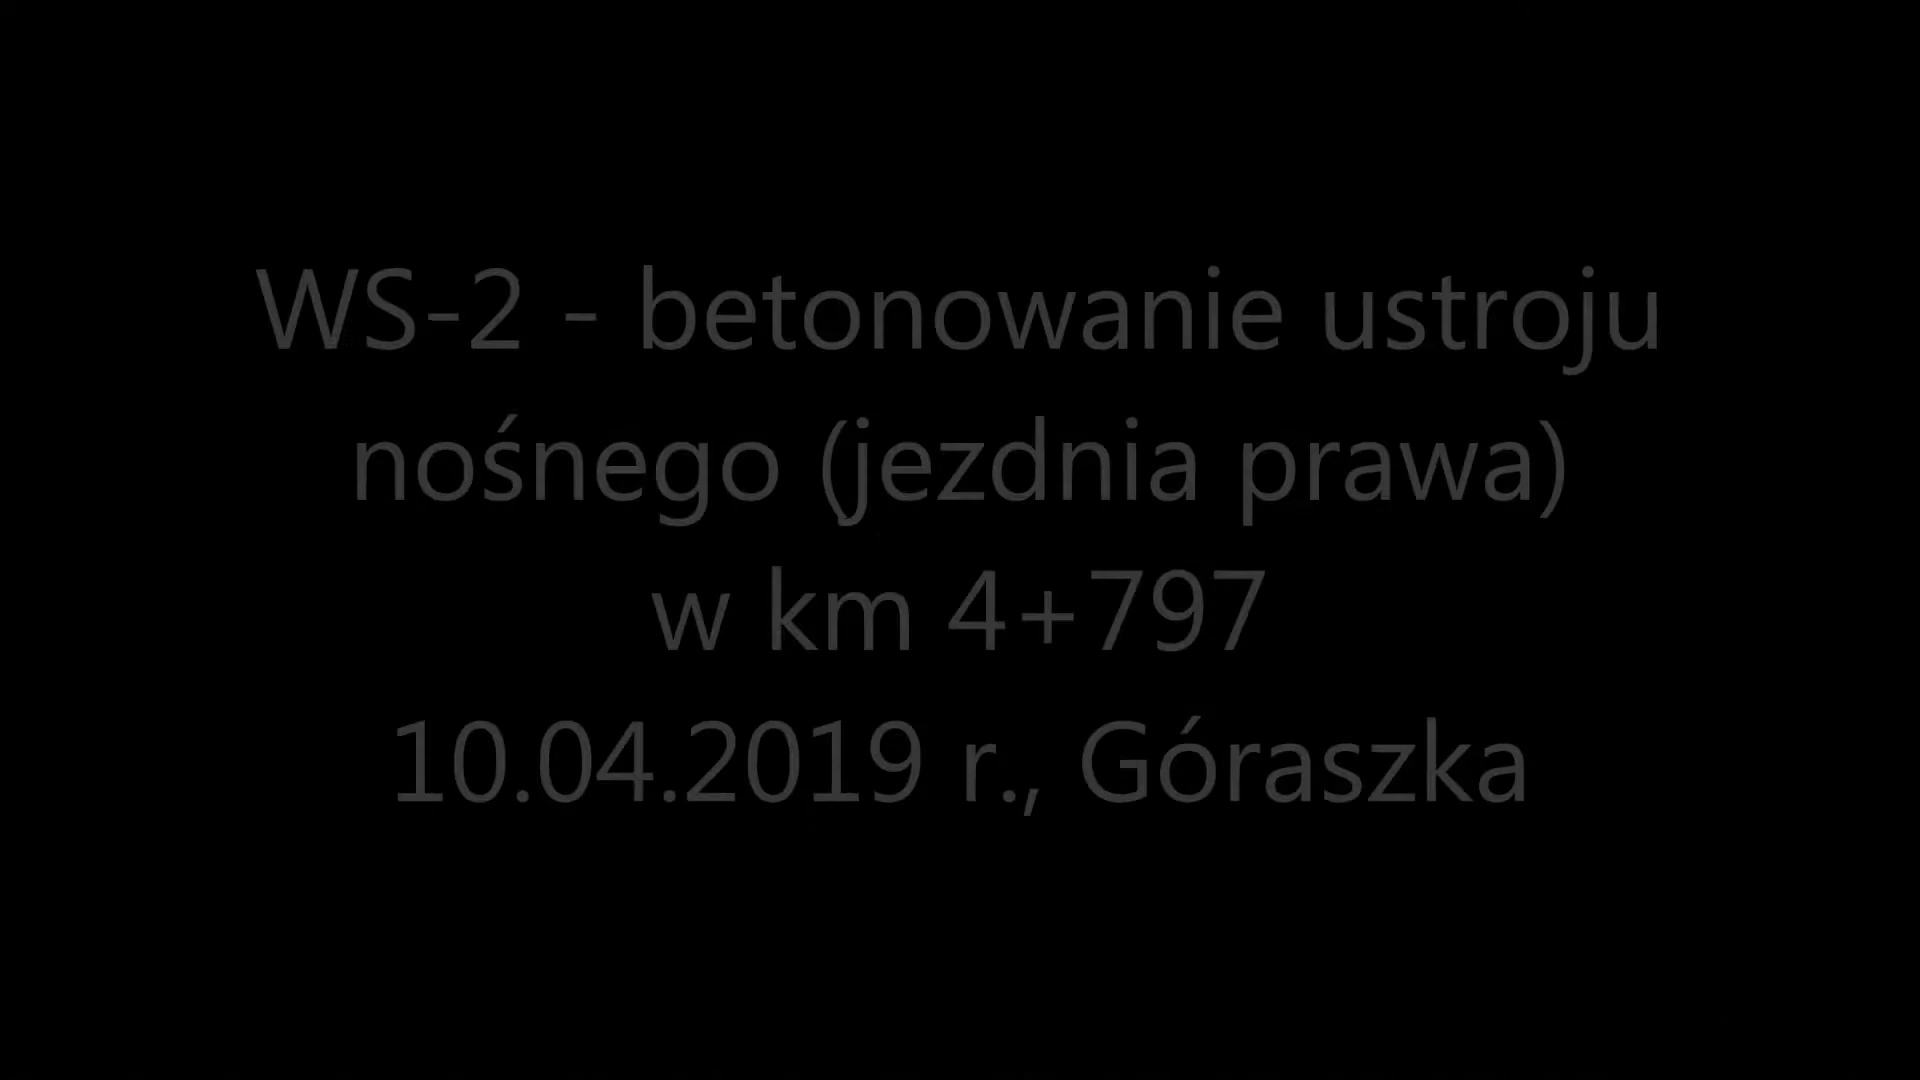 WS-2 - betonowanie ustroju
nośnego (jezdnia prawa)
w km 4+797
10.04.2019 r., Góraszka